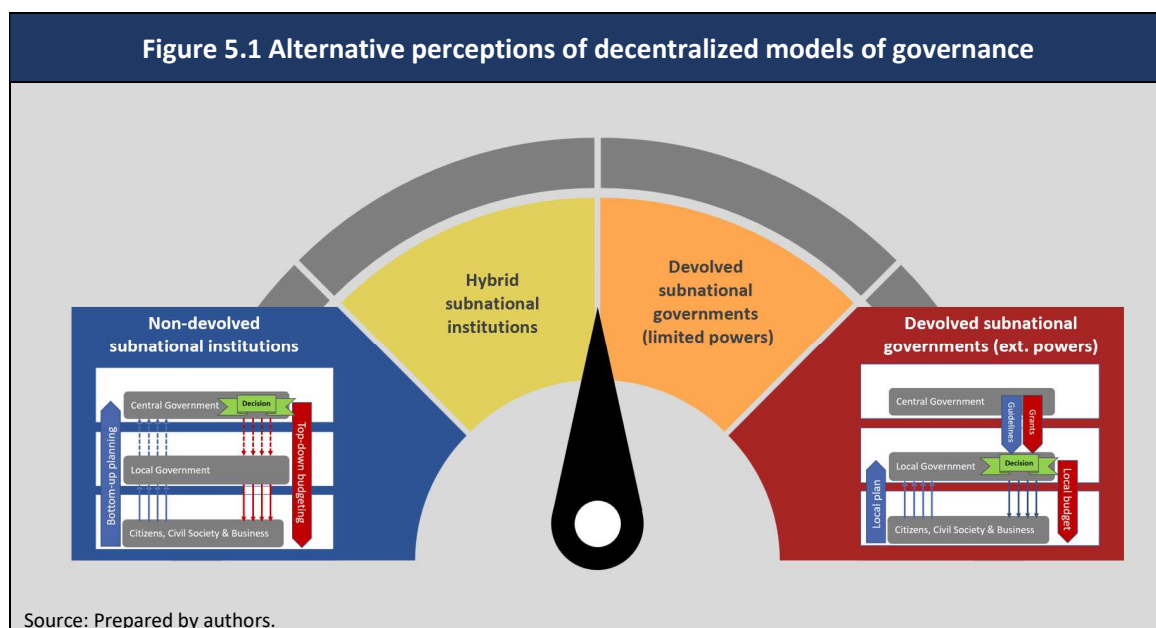 Figure 5.1 Alternative perceptions of decentralized models of governance
Hybrid
subnational
institutions
Devolved
subnational
governments
(limited powers)
Non-devolved
subnational institutions
Bottom-up planning
Central Government
Decision
Local Government
Citizens, Civil Society & Business
Top-down budgeting
Devolved subnational
governments (ext. powers)
Central Government
Guidelines
Grants
Local Government
Decision
Local plan
Local budget
Citizens, Civil Society & Business
Source: Prepared by authors.